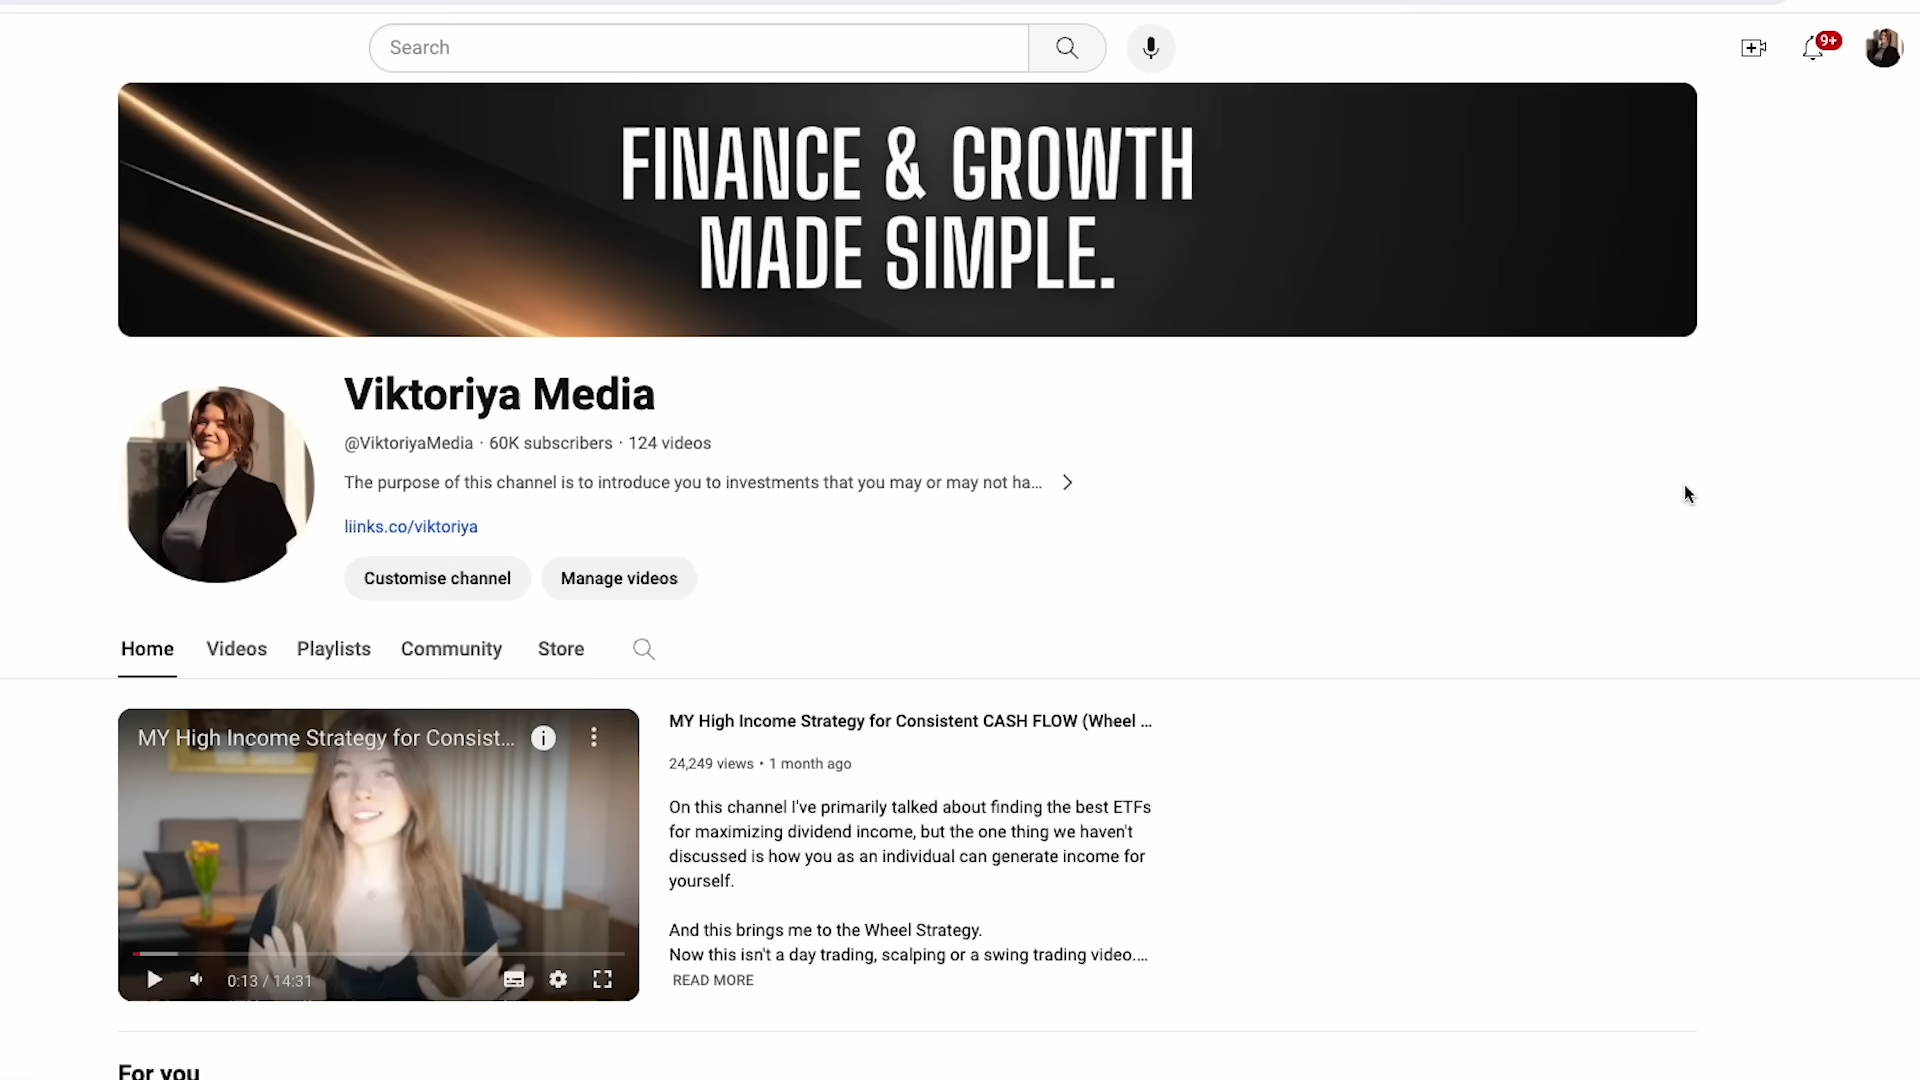 Search
9+
FINANCE & GROWTH
MADE SIMPLE.
Viktoriya Media
@ViktoriyaMedia · 60K subscribers · 124 videos
The purpose of this channel is to introduce you to investments that you may or may not ha...
liinks.co/viktoriya
Customise channel
Manage videos
Home Videos Playlists Community Store
MY High Income Strategy for Consist...
0:13 / 14:31
MY High Income Strategy for Consistent CASH FLOW (Wheel ...
24,249 views • 1 month ago
On this channel I've primarily talked about finding the best ETFs
for maximizing dividend income, but the one thing we haven't
discussed is how you as an individual can generate income for
yourself.
And this brings me to the Wheel Strategy.
Now this isn't a day trading, scalping or a swing trading video....
READ MORE
For you